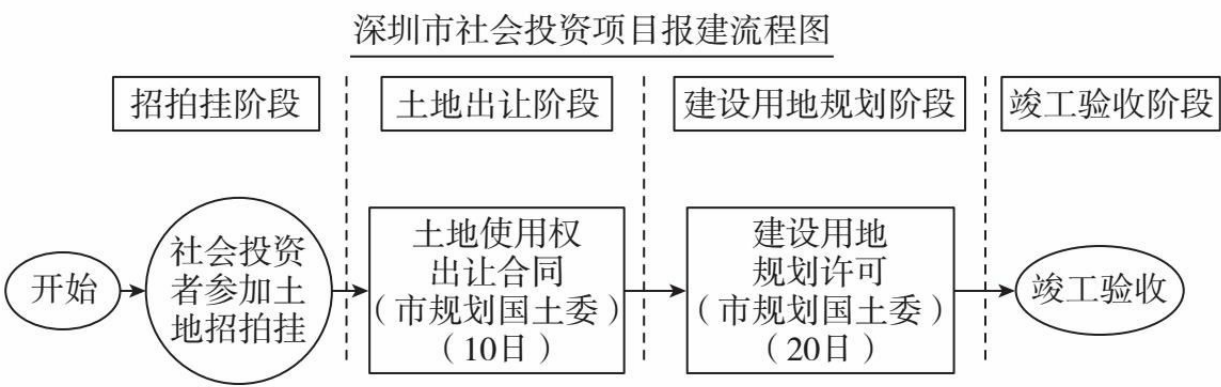 深圳市社会投资项目报建流程图
招拍挂阶段
土地出让阶段
建设用地规划阶段
竣工验收阶段
开始
社会投资
者参加土
地招拍挂
土地使用权
出让合同
（市规划国土委）
（10日）
建设用地
规划许可
（市规划国土委）
（20日）
竣工验收